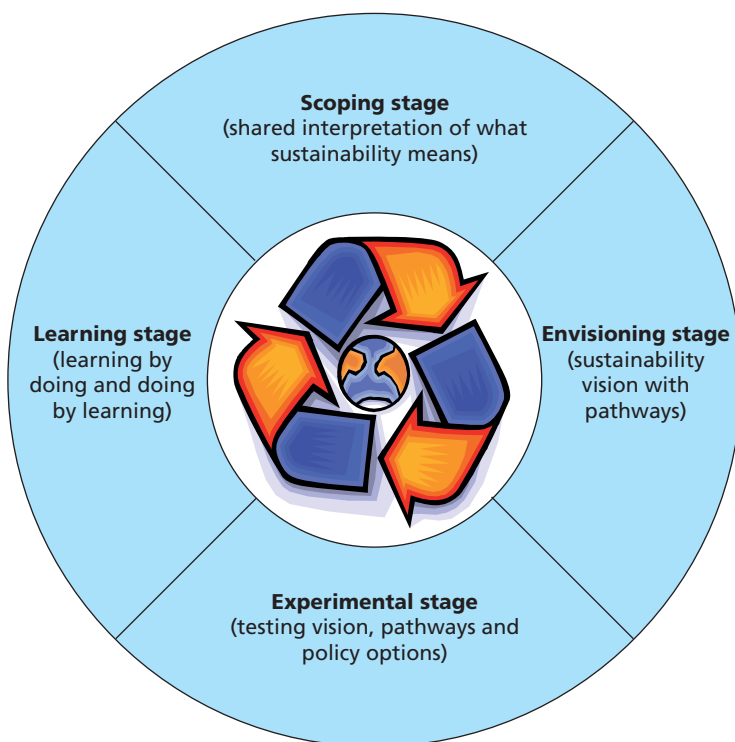 Scoping stage
(shared interpretation of what
sustainability means)
Learning stage
(learning by
doing and doing
by learning)
Envisioning stage
(sustainability
vision with
pathways)
Experimental stage
(testing vision, pathways and
policy options)